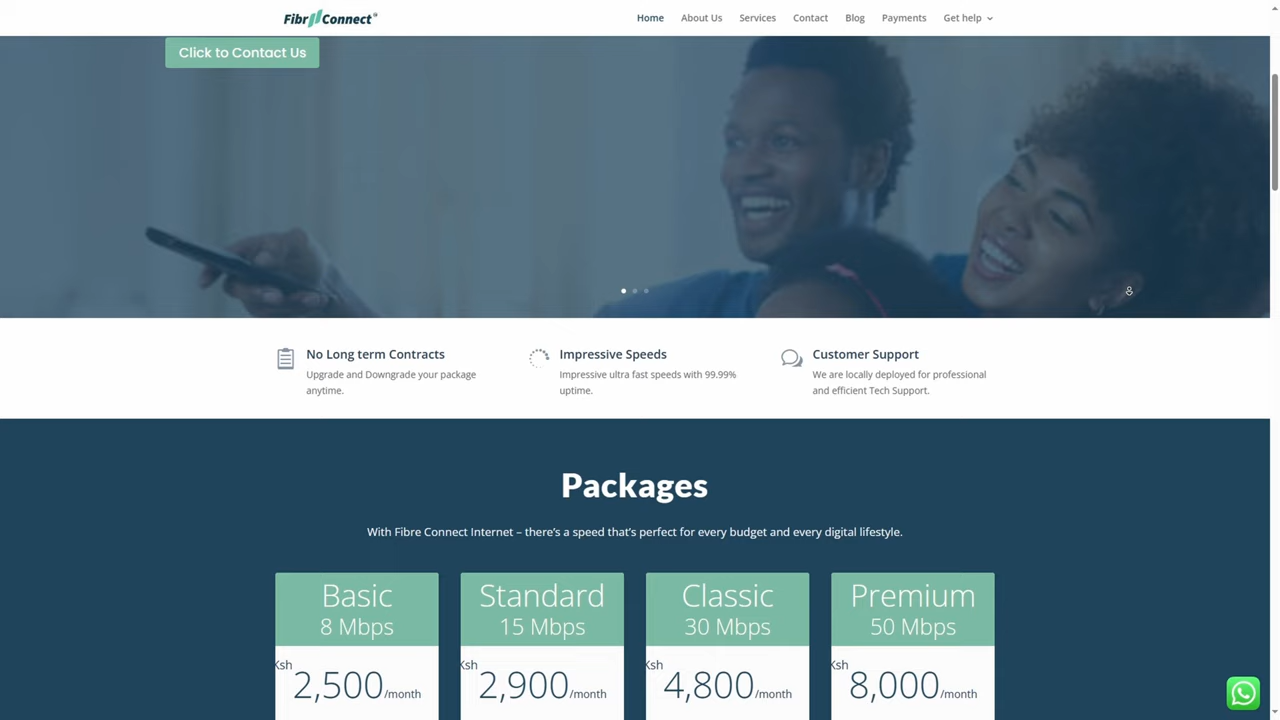 Fibr Connect
Home About Us Services Contact Blog Payments Get help
Click to Contact Us
No Long term Contracts
Upgrade and Downgrade your package
anytime.
Impressive Speeds
Impressive ultra fast speeds with 99.99%
uptime.
Customer Support
We are locally deployed for professional
and efficient Tech Support.
Packages
With Fibre Connect Internet – there's a speed that's perfect for every budget and every digital lifestyle.
Basic
8 Mbps
Ksh
2,500/month
Standard
15 Mbps
Ksh
2,900/month
Classic
30 Mbps
Ksh
4,800/month
Premium
50 Mbps
Ksh
8,000/month